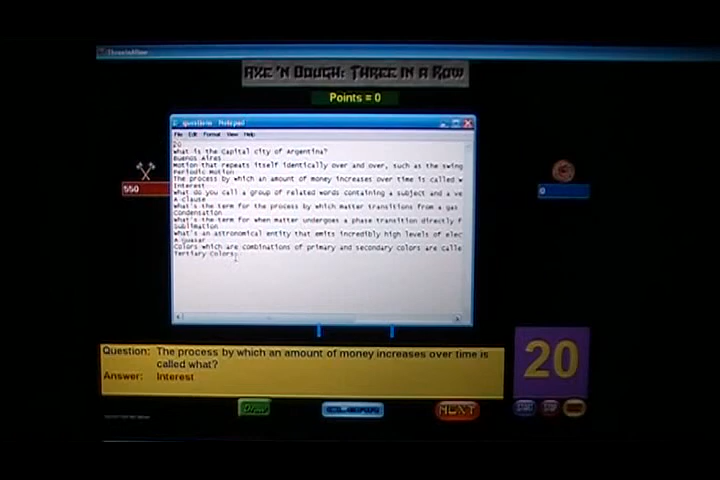 ThreeInARow
AXE 'N DOUGH: THREE IN A ROW
Points = 0
questions - Notepad
File Edit Format View Help
20
What is the Capital city of Argentina?
Buenos Aires
Motion that repeats itself identically over and over, such as the swing
Periodic Motion
The process by which an amount of money increases over time is called w
Interest
What do you call a group of related words containing a subject and a ve
A clause
What's the term for the process by which matter transitions from a gas
Condensation
What's the term for when matter undergoes a phase transition directly f
Sublimation
What's an astronomical entity that emits incredibly high levels of elec
A quasar
Colors which are combinations of primary and secondary colors are calle
Tertiary Colors
550
0
Question: The process by which an amount of money increases over time is
called what?
Answer: Interest
20
Draw
NEXT